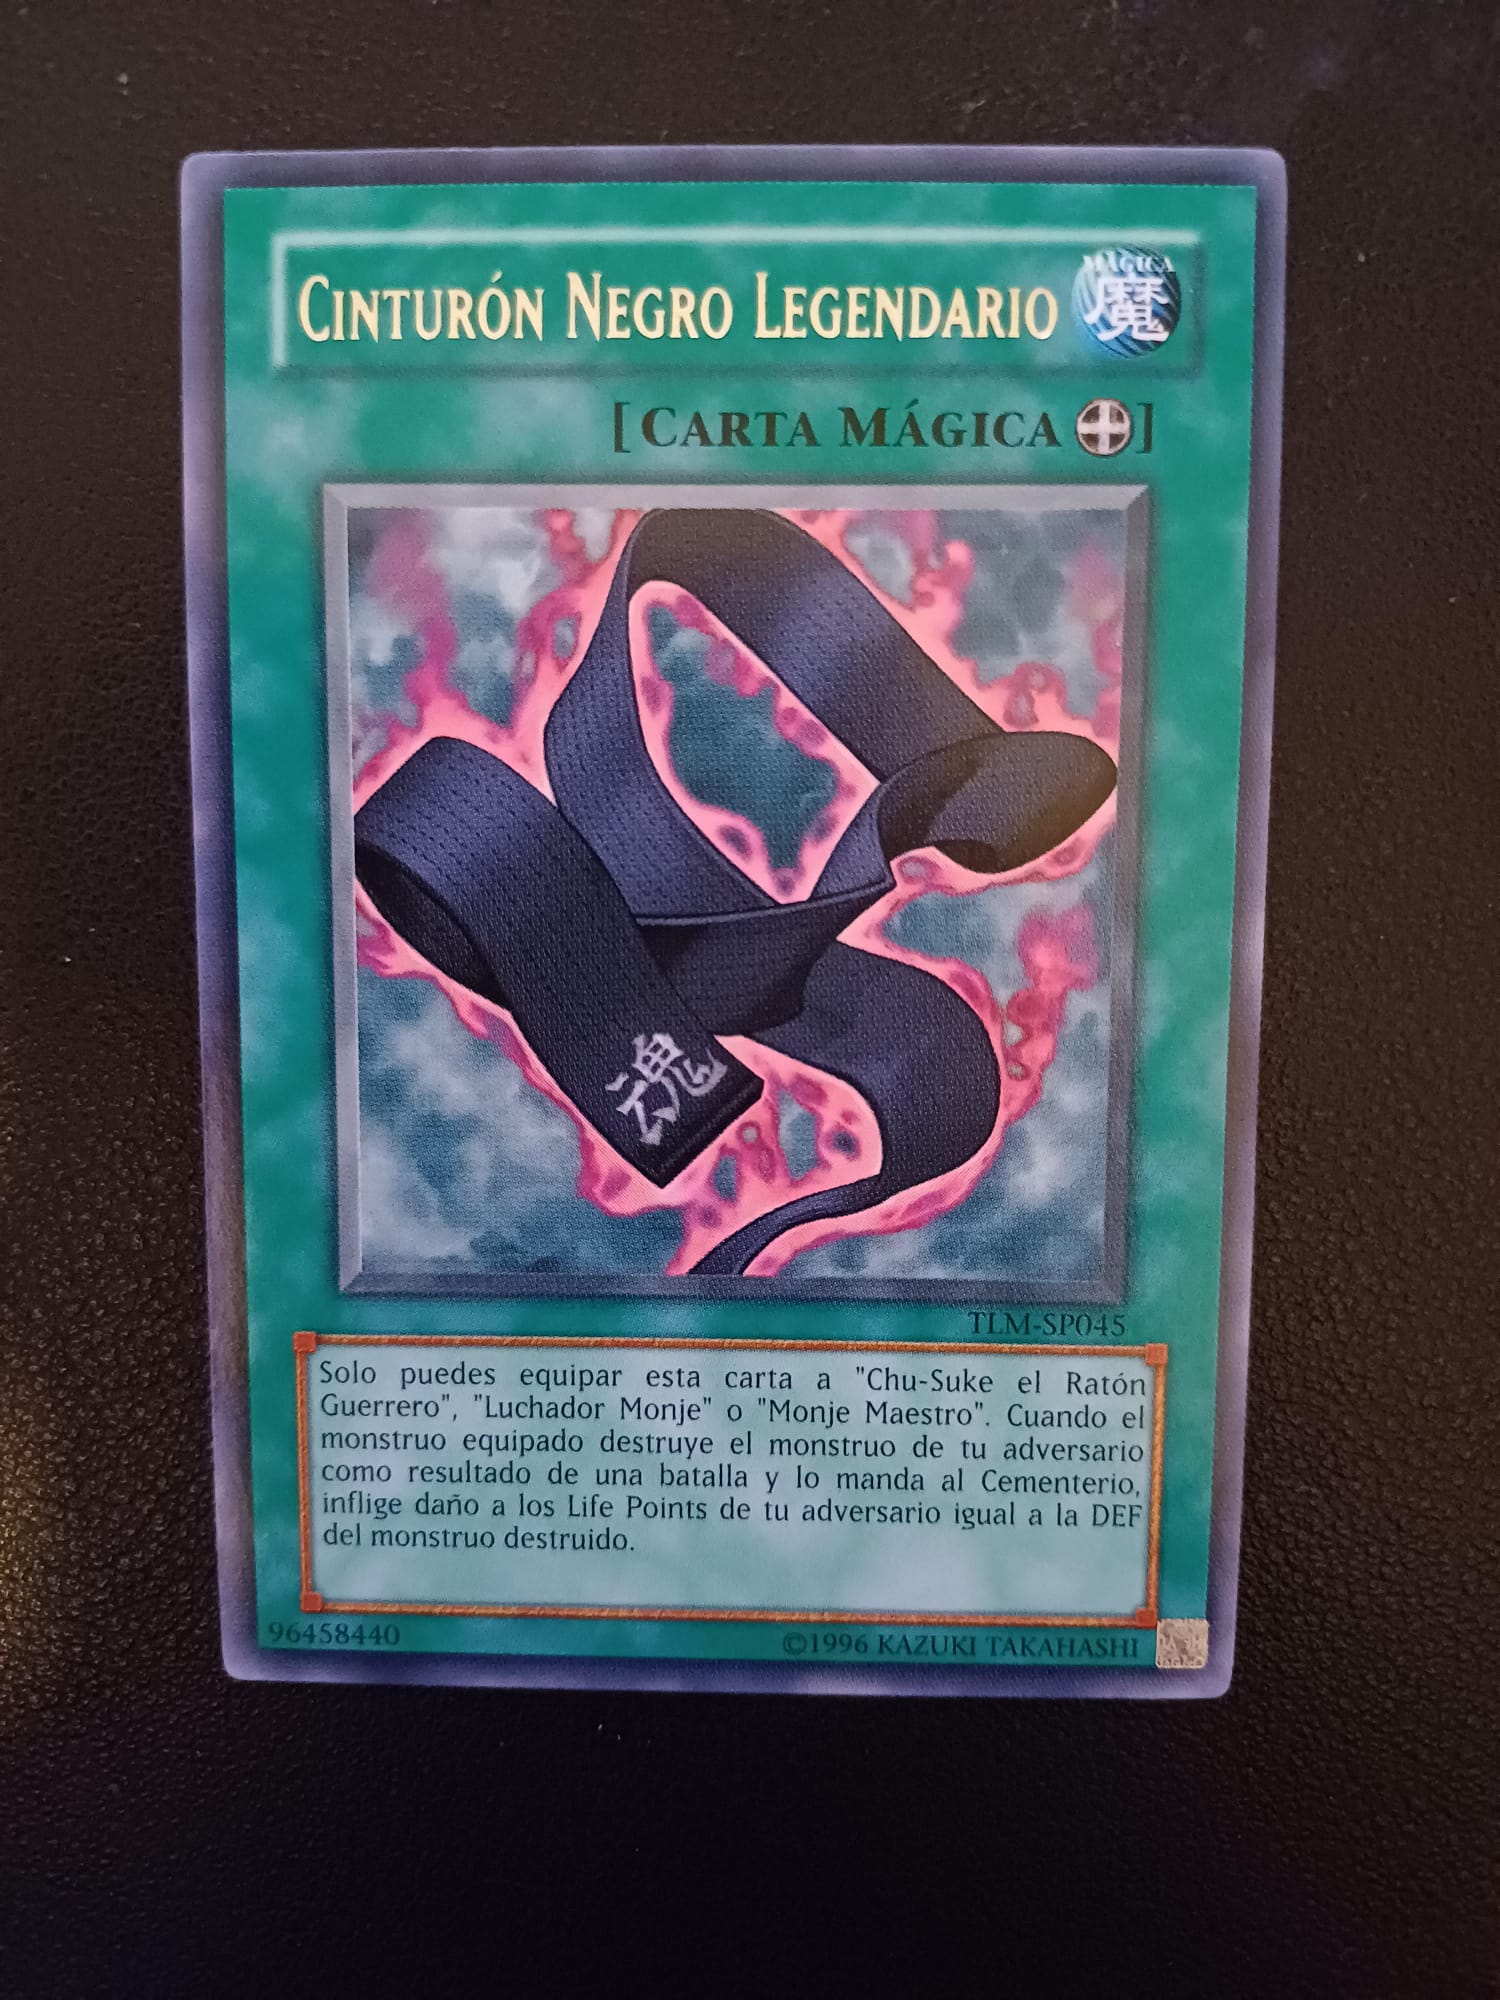 CINTURÓN NEGRO LEGENDARIO
MÁGICA
魔
[CARTA MÁGICA]
魂
TLM-SP045
Solo puedes equipar esta carta a "Chu-Suke el Ratón
Guerrero", "Luchador Monje" o "Monje Maestro". Cuando el
monstruo equipado destruye el monstruo de tu adversario
como resultado de una batalla y lo manda al Cementerio,
inflige daño a los Life Points de tu adversario igual a la DEF
del monstruo destruido.
96458440
©1996 KAZUKI TAKAHASHI